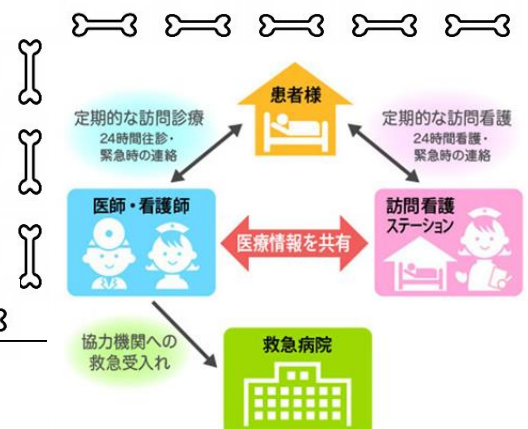 患者様
定期的な訪問診療
24時間往診・
緊急時の連絡
定期的な訪問看護
24時間看護・
緊急時の連絡
医師・看護師
医療情報を共有
訪問看護
ステーション
協力機関への
救急受入れ
救急病院